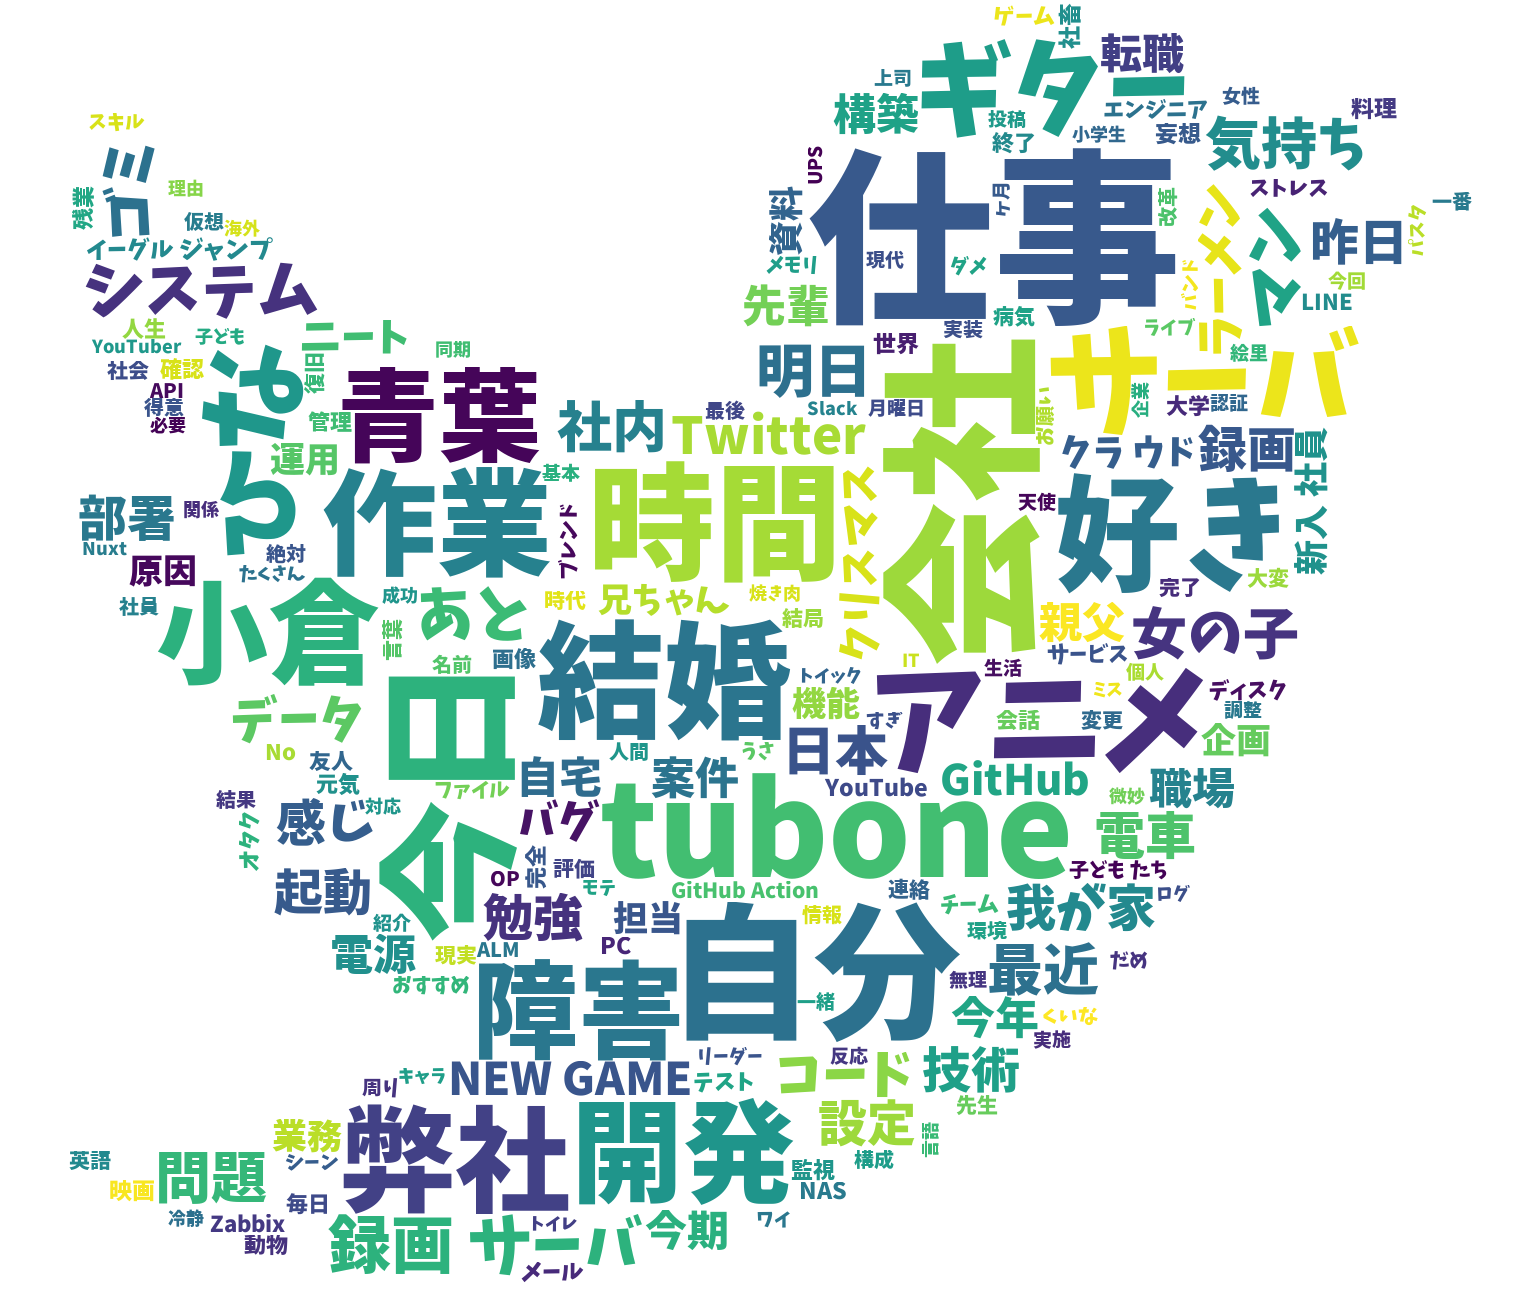 ゲーム
社畜
ギター
転職
上司
構築
投稿
終了
エンジニア
小学生
妄想
女性
料理
気持ち
スキル
ゴミ
残業
理由
仮想
海外
イーグル ジャンプ
システム
UPS
仕事
ヶ月
改革
資料
現代
メモリ
ダメ
ストレス
ラーメン
マン
昨日
一番
パスタ
バンド
今回
LINE
先輩
病気
実装
世界
ライブ
絵里
人生
子ども
ニート
同期
YouTuber
社会
確認
API
得意
必要
復旧
管理
運用
ならな
青葉
明日
会社
サーバ
企業
大学
認証
社内
最後
Slack
月曜日
お願い
Twitter
クラ ウド
録画
新入 社員
部署
関係
Nuxt
原因
絶対
たくさん
社員
作業
基本
ブレンド
時間
クリスマス
天使
好き
大変
完了
小倉
成功
あと
言葉
時代
兄ちゃん
焼き肉
結局
親父
女の子
サービス
名前
画像
結婚
トイック
機能
IT
生活
個人
ミス
ディスク
調整
アニメ
会話
変更
企画
すぎ
データ
No
友人
元気
今日
人間
うさ
日本
自宅
案件
YouTube
GitHub
微妙
職場
ファイル
結果
オタク
感じ
対応
バグ
tubone
電車
子ども たち
起動
紹介
OP
完全
評価
モテ
GitHub Action
連絡
チーム
我が家
ログ
勉強
担当
情報
環境
電源
現実
ALM
PC
自分
最近
だめ
おすすめ
障害
一緒
無理
今年
くいな
実施
周り
キャラ
NEW GAME
リーダー
テスト
反応
コード
技術
先生
業務
シーン
弊社
開発
設定
言語
英語
問題
映画
毎日
監視
構成
NAS
冷静
Zabbix
動物
録画 サーバ
トイレ
メール
今期
ワイ